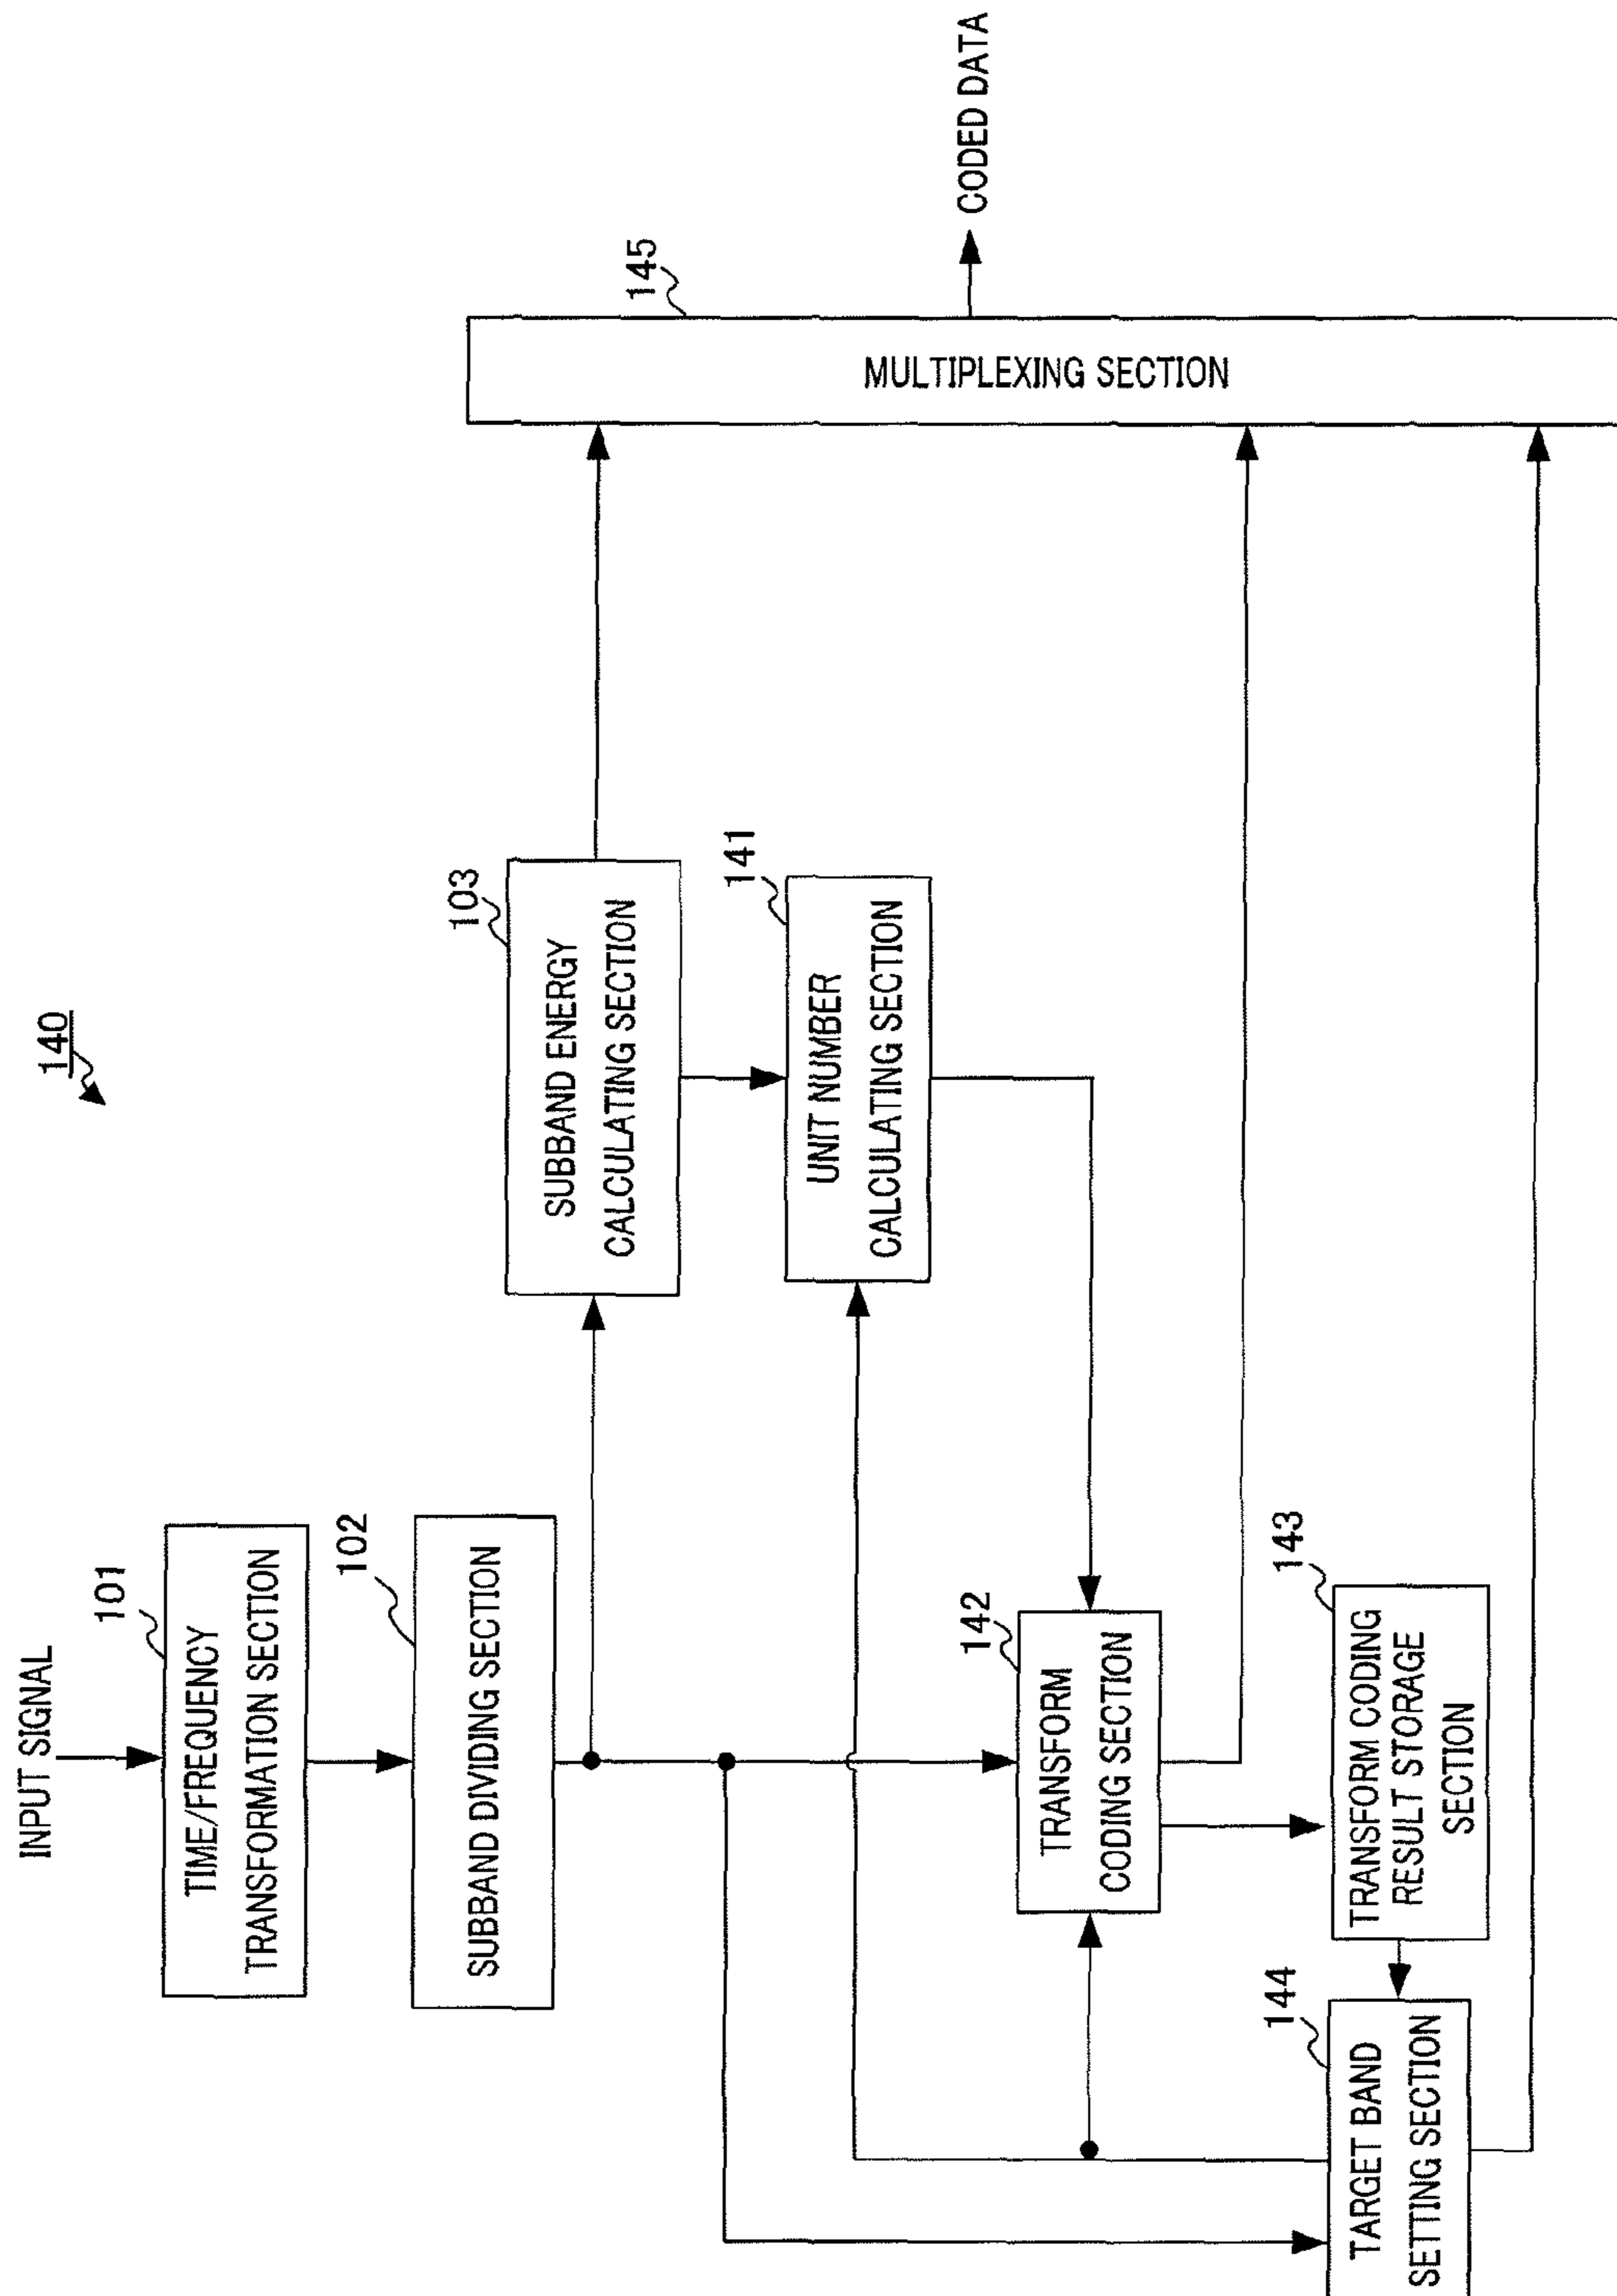 140
INPUT SIGNAL
101
TIME/FREQUENCY
TRANSFORMATION SECTION
102
SUBBAND DIVIDING SECTION
103
SUBBAND ENERGY
CALCULATING SECTION
141
UNIT NUMBER
CALCULATING SECTION
142
TRANSFORM
CODING SECTION
143
TRANSFORM CODING
RESULT STORAGE
SECTION
144
TARGET BAND
SETTING SECTION
145
MULTIPLEXING SECTION
CODED DATA